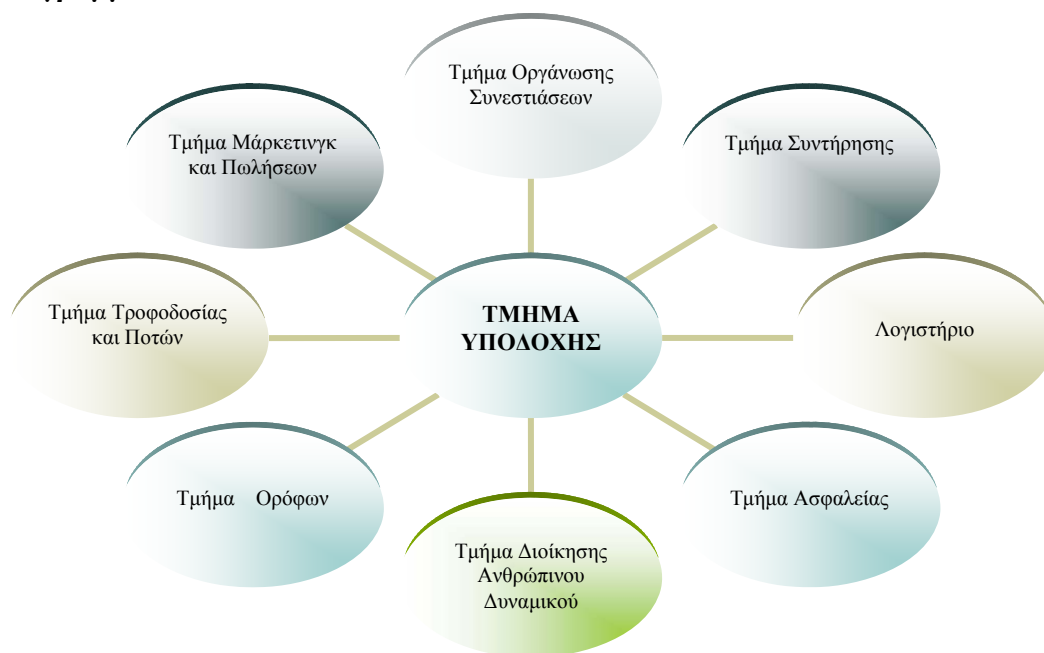 Τμήμα Οργάνωσης
Συνεστιάσεων
Τμήμα Μάρκετινγκ
και Πωλήσεων
Τμήμα Συντήρησης
Τμήμα Τροφοδοσίας
και Ποτών
ΤΜΗΜΑ
ΥΠΟΔΟΧΗΣ
Λογιστήριο
Τμήμα Ορόφων
Τμήμα Ασφαλείας
Τμήμα Διοίκησης
Ανθρώπινου
Δυναμικού